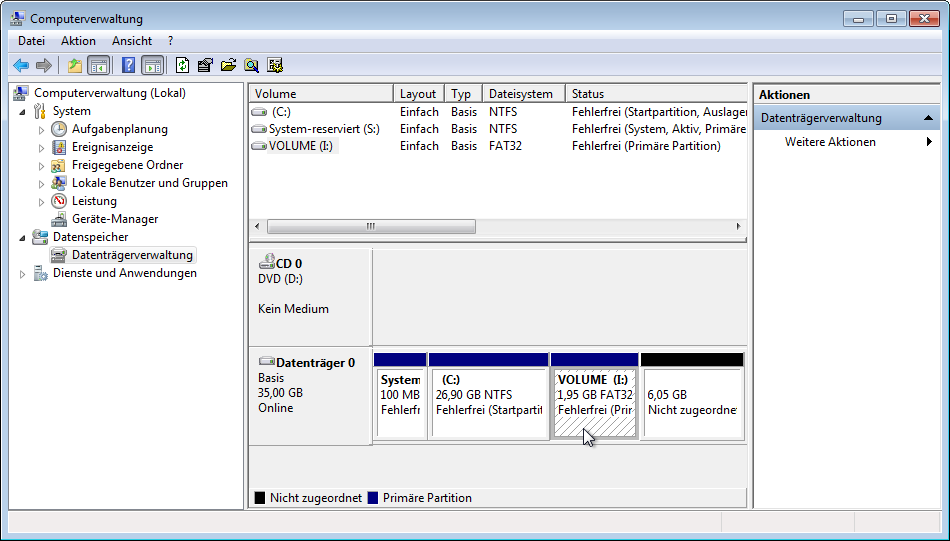 Computerverwaltung
Datei Aktion Ansicht ?
Computerverwaltung (Lokal)
System
Aufgabenplanung
Ereignisanzeige
Freigegebene Ordner
Lokale Benutzer und Gruppen
Leistung
Geräte-Manager
Datenspeicher
Datenträgerverwaltung
Dienste und Anwendungen
Volume Layout Typ Dateisystem Status
(C:) Einfach Basis NTFS Fehlerfrei (Startpartition, Auslager
System-reserviert (S:) Einfach Basis NTFS Fehlerfrei (System, Aktiv, Primäre
VOLUME (I:) Einfach Basis FAT32 Fehlerfrei (Primäre Partition)
CD 0
DVD (D:)
Kein Medium
Datenträger 0
Basis
35,00 GB
Online
System
100 MB
Fehlerfr
(C:)
26,90 GB NTFS
Fehlerfrei (Startpartit
VOLUME (I:)
1,95 GB FAT32
Fehlerfrei (Prir
6,05 GB
Nicht zugeordnet
Nicht zugeordnet Primäre Partition
Aktionen
Datenträgerverwaltung
Weitere Aktionen